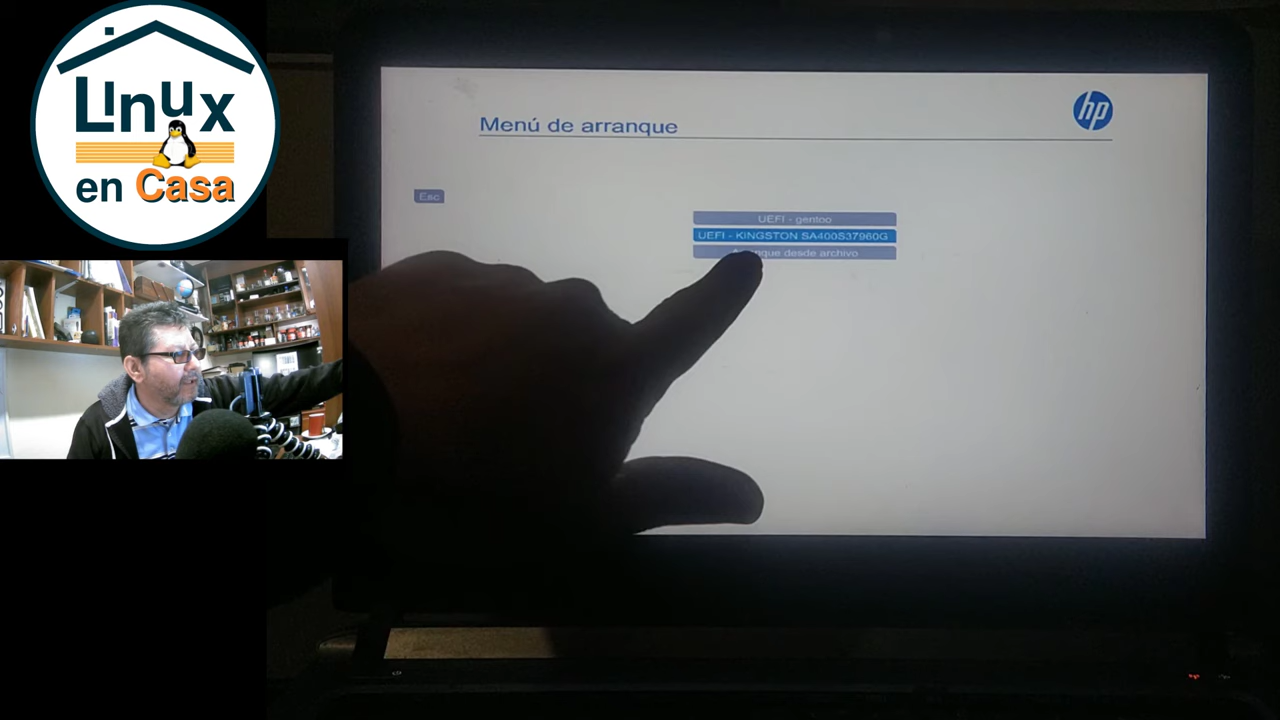 Linux
en Casa
hp
Menú de arranque
Esc
UEFI - gentoo
UEFI - KINGSTON SA400S37960G
desde archivo